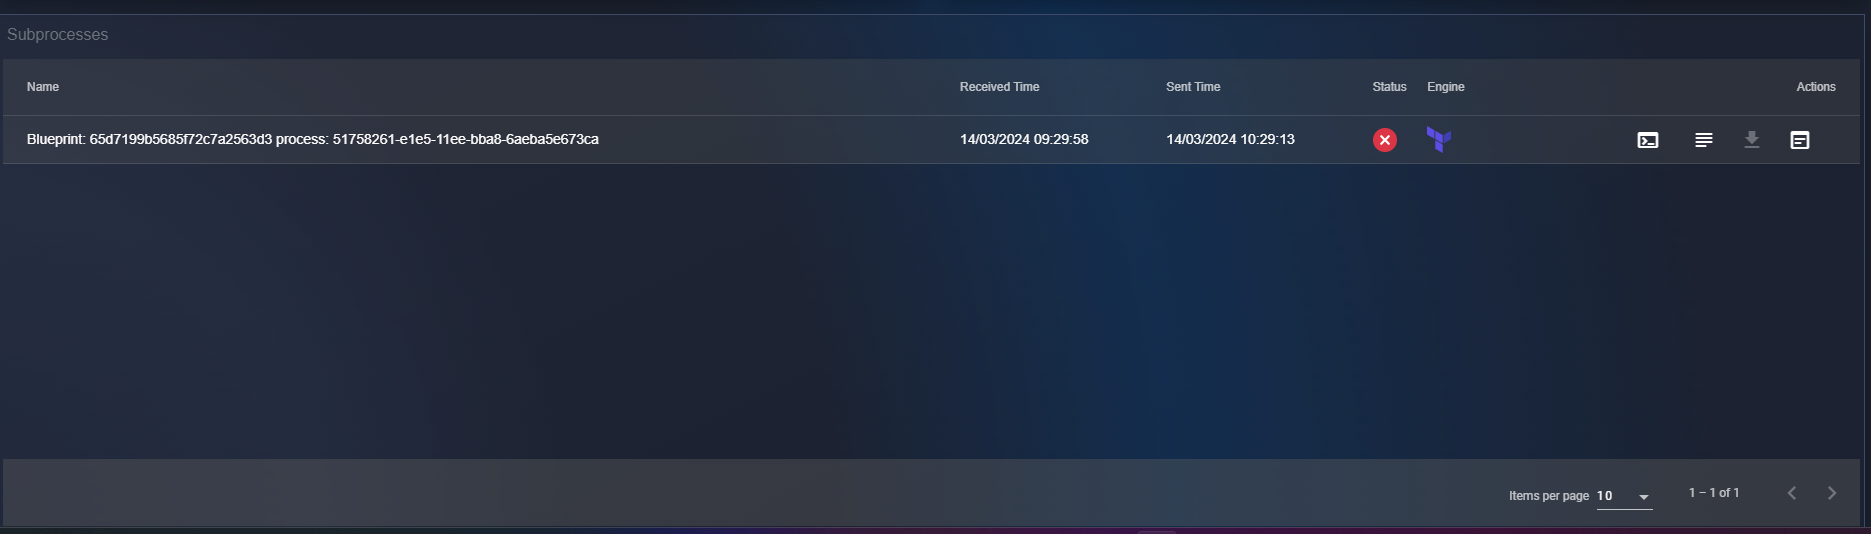 Subprocesses
Name Received Time Sent Time Status Engine Actions
Blueprint: 65d7199b5685f72c7a2563d3 process: 51758261-e1e5-11ee-bba8-6aeba5e673ca 14/03/2024 09:29:58 14/03/2024 10:29:13
Items per page 10 1 – 1 of 1